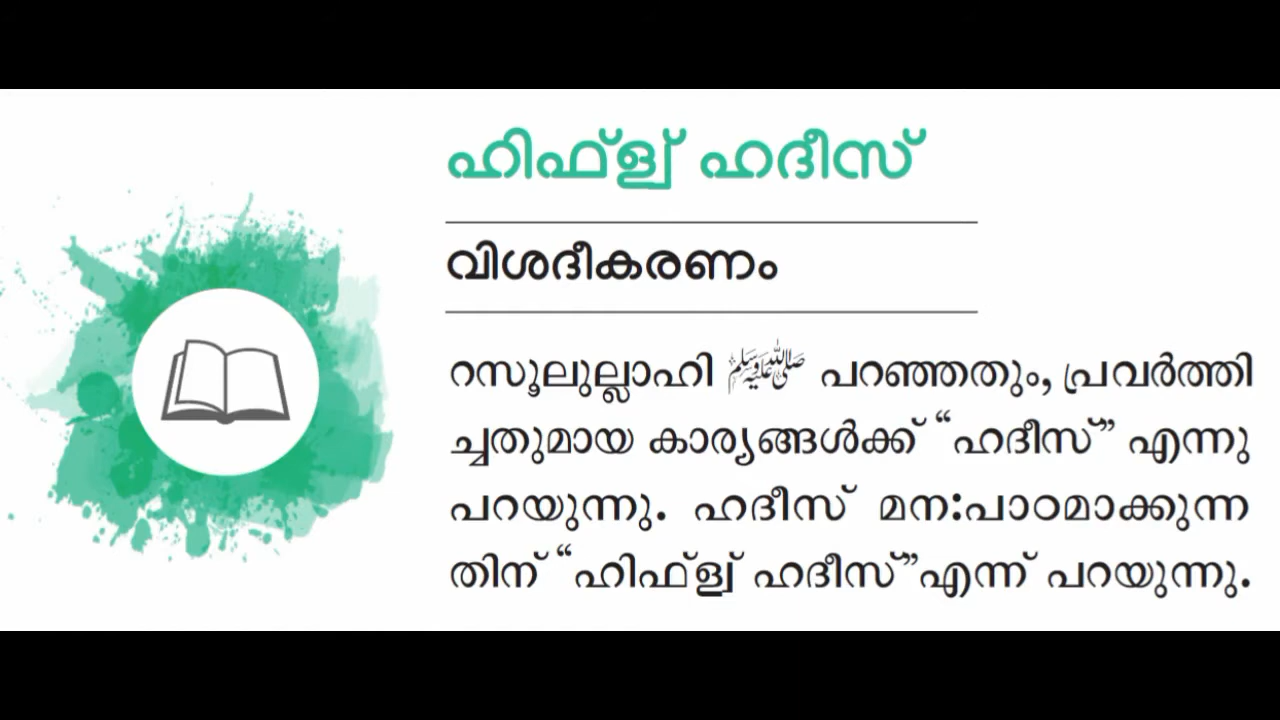 ഹിഫ്ള്വ് ഹദീസ്
വിശദീകരണം
റസൂലുല്ലാഹി ﷺ പറഞ്ഞതും, പ്രവർത്തി
ച്ചതുമായ കാര്യങ്ങൾക്ക് “ഹദീസ്” എന്നു
പറയുന്നു. ഹദീസ് മന:പാഠമാക്കുന്ന
തിന് “ഹിഫ്ള്വ് ഹദീസ്”എന്ന് പറയുന്നു.